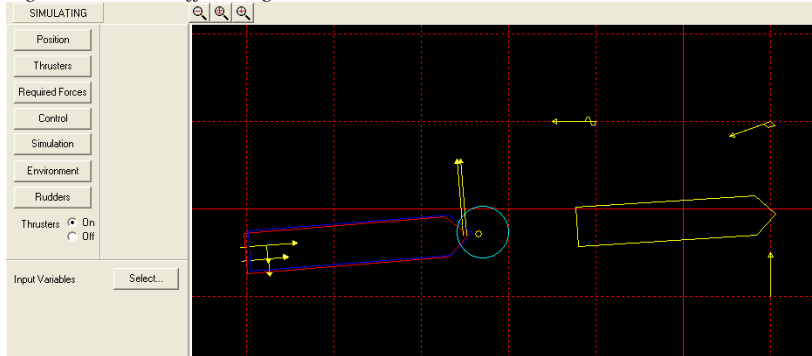 SIMULATING
Position
Thrusters
Required Forces
Control
Simulation
Environment
Rudders
Thrusters On
Off
Input Variables Select...